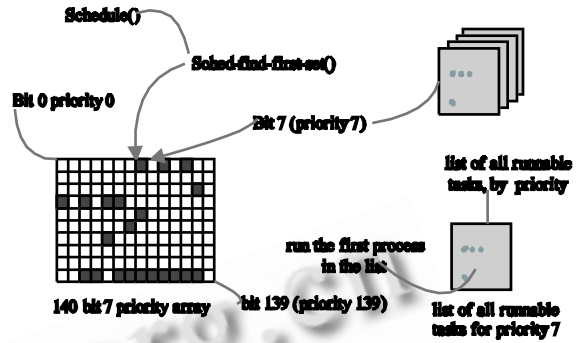 Schedule()
Sched-find-first-set()
Bit 0 priority 0
Bit 7 (priority 7)
list of all runnable
tasks, by priority
run the first process
in the list
140 bit 7 priority array
bit 139 (priority 139)
list of all runnable
tasks for priority 7